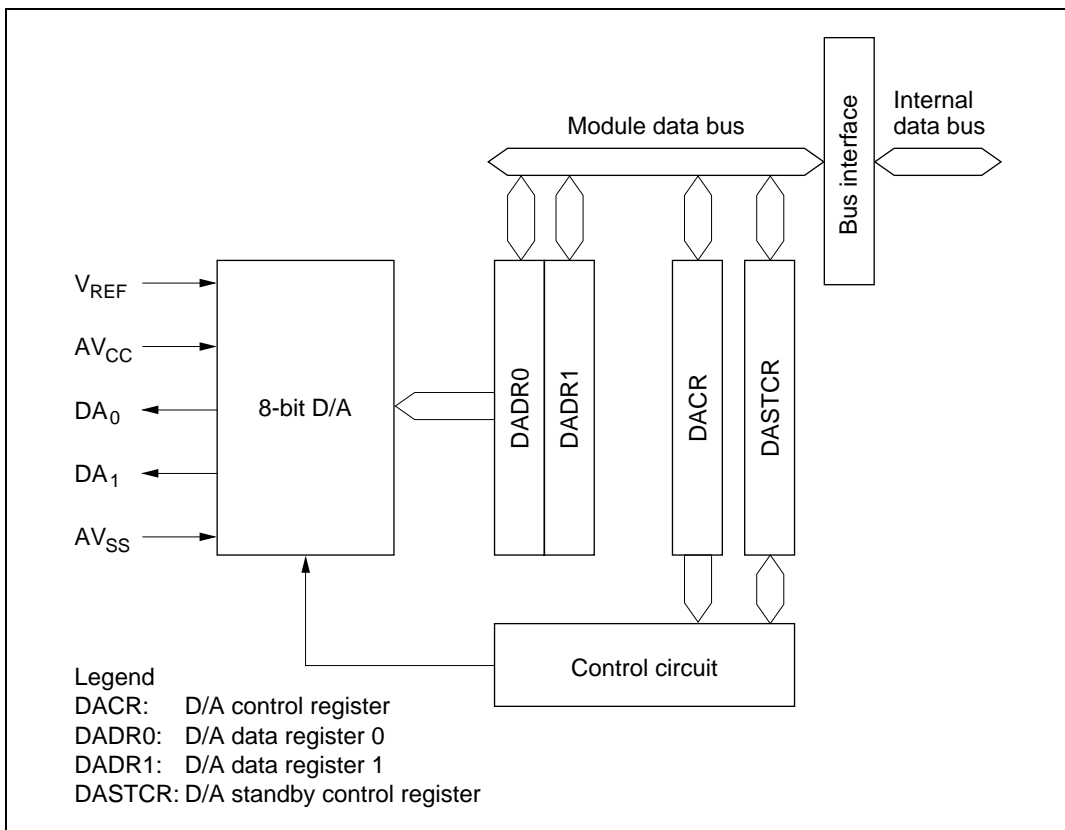 Module data bus
Bus interface
Internal
data bus
VREF
AVCC
DA0
DA1
AVSS
8-bit D/A
DADR0
DADR1
DACR
DASTCR
Control circuit
Legend
DACR: D/A control register
DADR0: D/A data register 0
DADR1: D/A data register 1
DASTCR: D/A standby control register